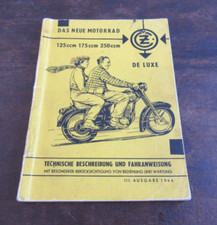 DAS NEUE MOTORRAD
125ccm 175ccm 250ccm
CZ
DE LUXE
TECHNISCHE BESCHREIBUNG UND FAHRANWEISUNG
MIT BESONDERER BERÜCKSICHTIGUNG VON BEDIENUNG UND WARTUNG
III. AUSGABE 1964